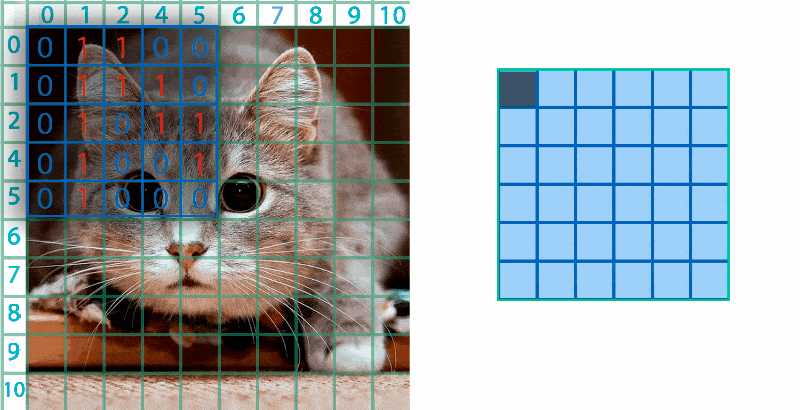 0 1 2 4 5 6 7 8 9 10
0 0 1 1 0 0
1 0 1 1 1 0
2 0 1 0 1 1
4 0 1 0 0 1
5 0 1 0 0 0
6
7
8
9
10